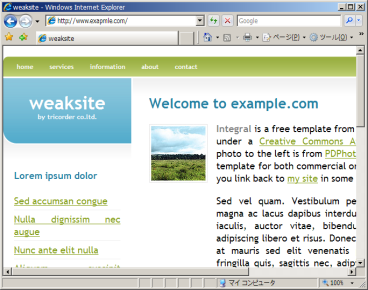 weaksite - Windows Internet Explorer
http://www.exapmle.com/
Google
weaksite
ページ(P)
ツール(O)
home services information about contact
weaksite
by tricorder co.ltd.
Lorem ipsum dolor
Sed accumsan congue
Nulla dignissim nec
augue
Nunc ante elit nulla
Aliquam suscipit
Welcome to example.com
Integral is a free template from
under a Creative Commons A
photo to the left is from PDPhot
template for both commercial or
you link back to my site in some
Sed vel quam. Vestibulum pe
magna ac lacus dapibus interdu
iaculis, auctor vitae, bibendu
adipiscing libero et risus. Donec
at mauris sed elit venenatis
fringilla quis, sagittis nec, adip
マイ コンピュータ
100%